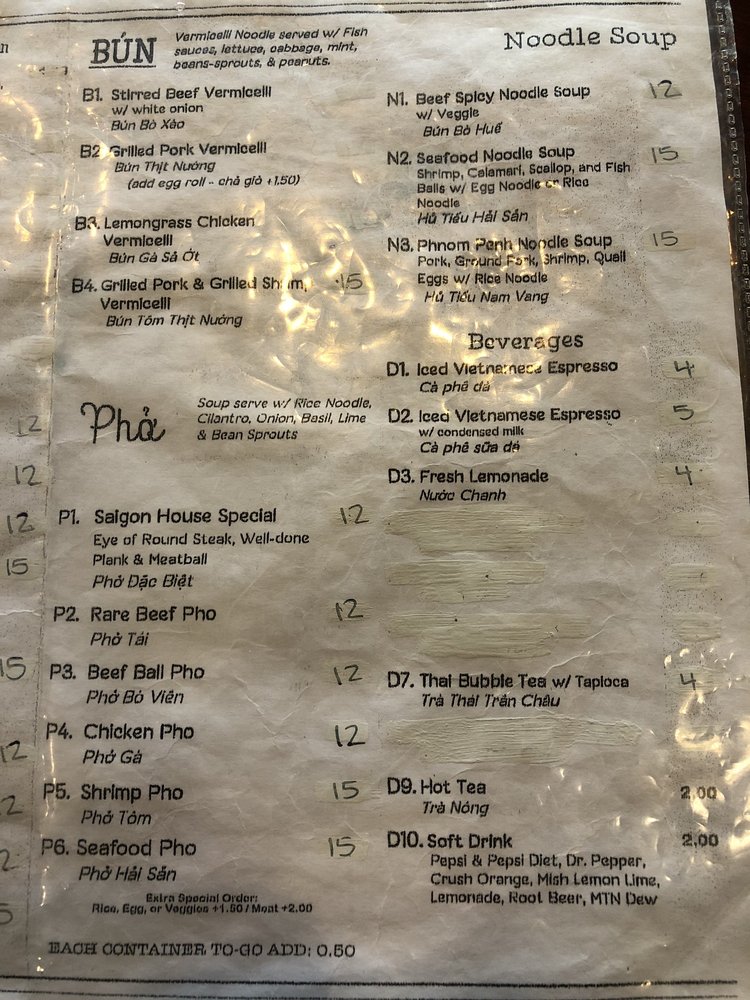 n
BÚN
Vermicelli Noodle served w/ Fish
sauces, lettuce, cabbage, mint,
beans-sprouts, & peanuts.
B1. Stirred Beef Vermicelli
w/ white onion
Bún Bò Xào
B2 Grilled Pork Vermicelli
Bún Thịt Nướng
(add egg roll - chả giò +1.50)
B3. Lemongrass Chicken
Vermicelli
Bún Gà Sả Ớt
B4. Grilled Pork & Grilled Shrimp 15
Vermicelli
Bún Tôm Thịt Nướng
Phở
Soup serve w/ Rice Noodle,
Cilantro, Onion, Basil, Lime
& Bean Sprouts
P1. Saigon House Special 12
Eye of Round Steak, Well-done
Plank & Meatball
Phở Đặc Biệt
P2. Rare Beef Pho 12
Phở Tái
P3. Beef Ball Pho 12
Phở Bò Viên
P4. Chicken Pho 12
Phở Gà
P5. Shrimp Pho 15
Phở Tôm
P6. Seafood Pho 15
Phở Hải Sản
Extra Special Order:
Rice, Egg, or Veggies +1.50 / Meat +2.00
EACH CONTAINER TO-GO ADD: 0.50
Noodle Soup
N1. Beef Spicy Noodle Soup 12
w/ Veggie
Bún Bò Huế
N2. Seafood Noodle Soup 15
Shrimp, Calamari, Scallop, and Fish
Balls w/ Egg Noodle or Rice
Noodle
Hủ Tiếu Hải Sản
N3. Phnom Penh Noodle Soup 15
Pork, Ground Pork, Shrimp, Quail
Eggs w/ Rice Noodle
Hủ Tiếu Nam Vang
Beverages
D1. Iced Vietnamese Espresso 4
Cà phê đá
D2. Iced Vietnamese Espresso 5
w/ condensed milk
Cà phê sữa đá
D3. Fresh Lemonade 4
Nước Chanh
D7. Thai Bubble Tea w/ Tapioca 4
Trà Thái Trân Châu
D9. Hot Tea 2.00
Trà Nóng
D10. Soft Drink 2.00
Pepsi & Pepsi Diet, Dr. Pepper,
Crush Orange, Mish Lemon Lime,
Lemonade, Root Beer, MTN Dew
12
12
12
15
15
12
2
2
5